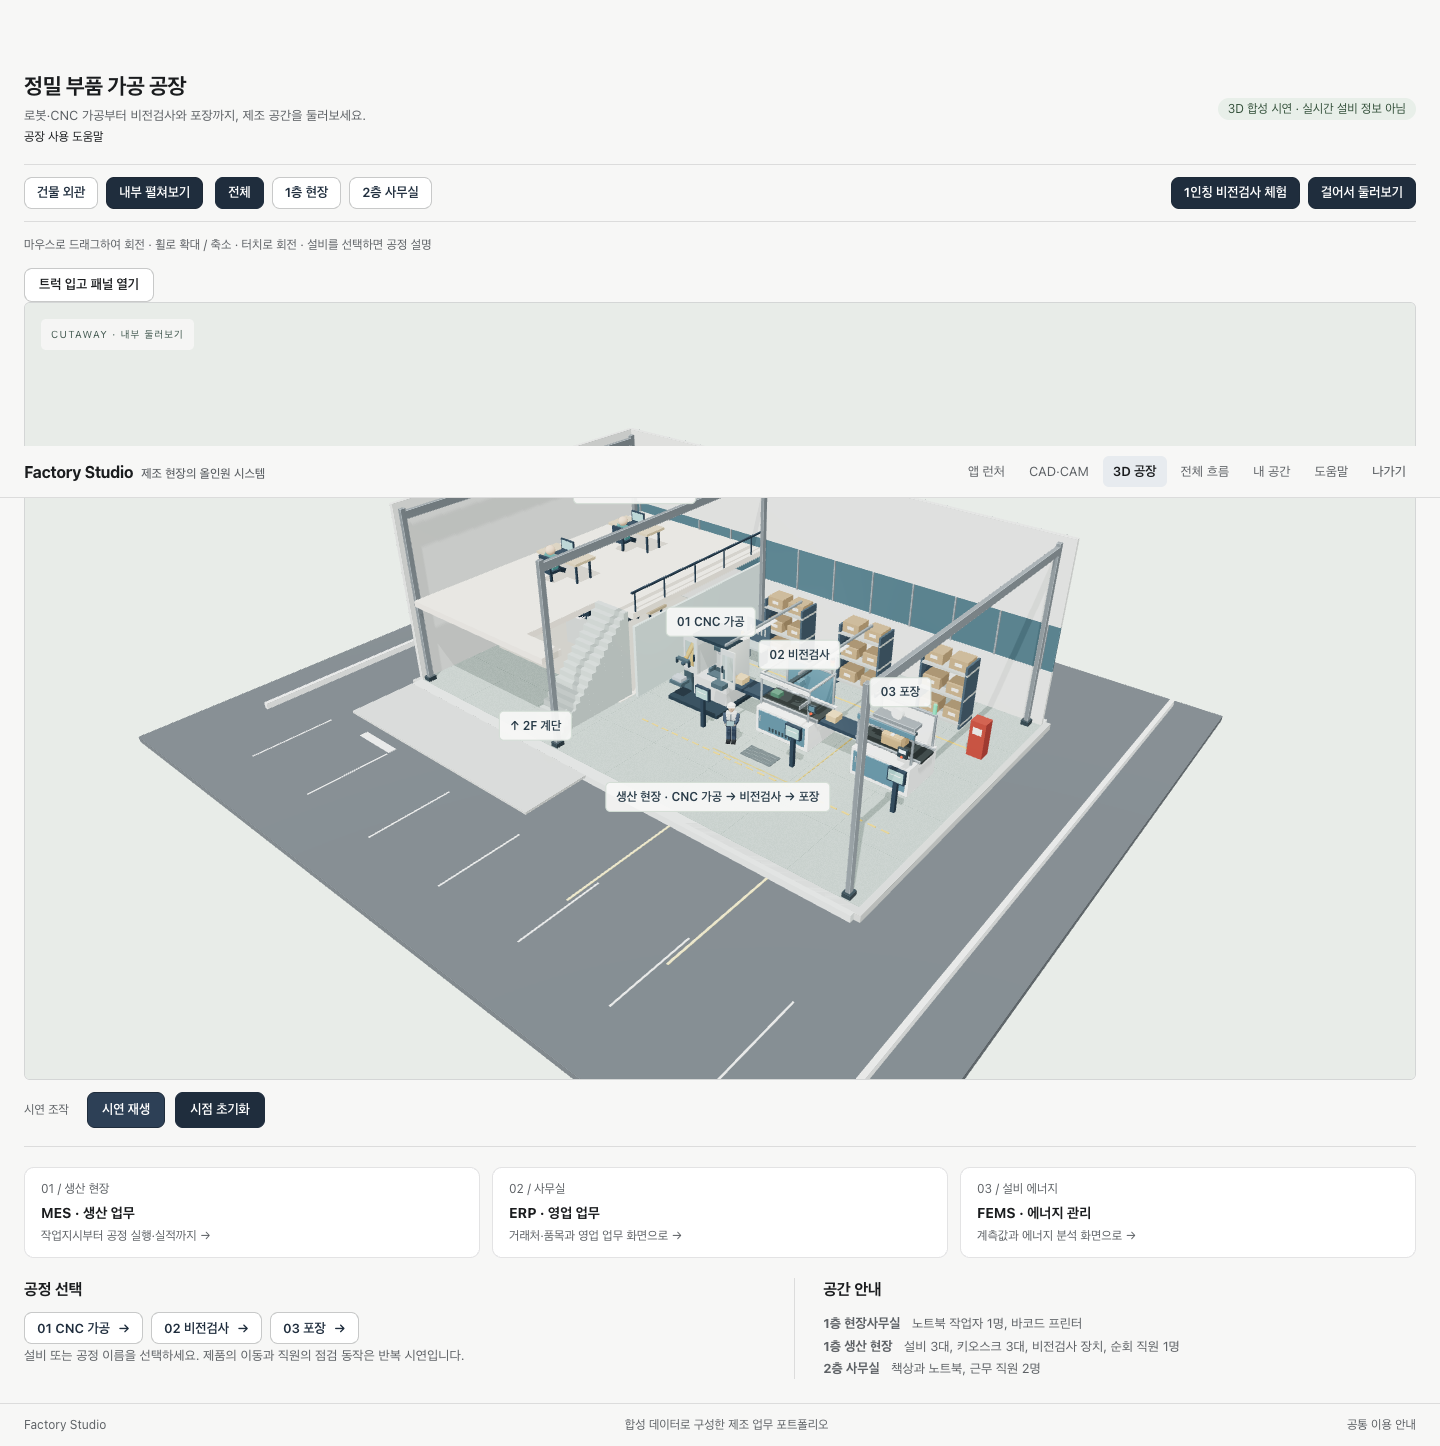 정밀 부품 가공 공장
로봇·CNC 가공부터 비전검사와 포장까지, 제조 공간을 둘러보세요.
공장 사용 도움말
3D 합성 시연 · 실시간 설비 정보 아님
건물 외관
내부 펼쳐보기
전체
1층 현장
2층 사무실
1인칭 비전검사 체험
걸어서 둘러보기
마우스로 드래그하여 회전 · 휠로 확대 / 축소 · 터치로 회전 · 설비를 선택하면 공정 설명
트럭 입고 패널 열기
CUTAWAY · 내부 둘러보기
Factory Studio 제조 현장의 올인원 시스템
앱 런처
CAD·CAM
3D 공장
전체 흐름
내 공간
도움말
나가기
01 CNC 가공
02 비전검사
03 포장
↑ 2F 계단
생산 현장 · CNC 가공 → 비전검사 → 포장
시연 조작
시연 재생
시점 초기화
01 / 생산 현장
MES · 생산 업무
작업지시부터 공정 실행·실적까지 →
02 / 사무실
ERP · 영업 업무
거래처·품목과 영업 업무 화면으로 →
03 / 설비 에너지
FEMS · 에너지 관리
계측값과 에너지 분석 화면으로 →
공정 선택
01 CNC 가공 →
02 비전검사 →
03 포장 →
설비 또는 공정 이름을 선택하세요. 제품의 이동과 직원의 점검 동작은 반복 시연입니다.
공간 안내
1층 현장사무실 노트북 작업자 1명, 바코드 프린터
1층 생산 현장 설비 3대, 키오스크 3대, 비전검사 장치, 순회 직원 1명
2층 사무실 책상과 노트북, 근무 직원 2명
Factory Studio
합성 데이터로 구성한 제조 업무 포트폴리오
공통 이용 안내